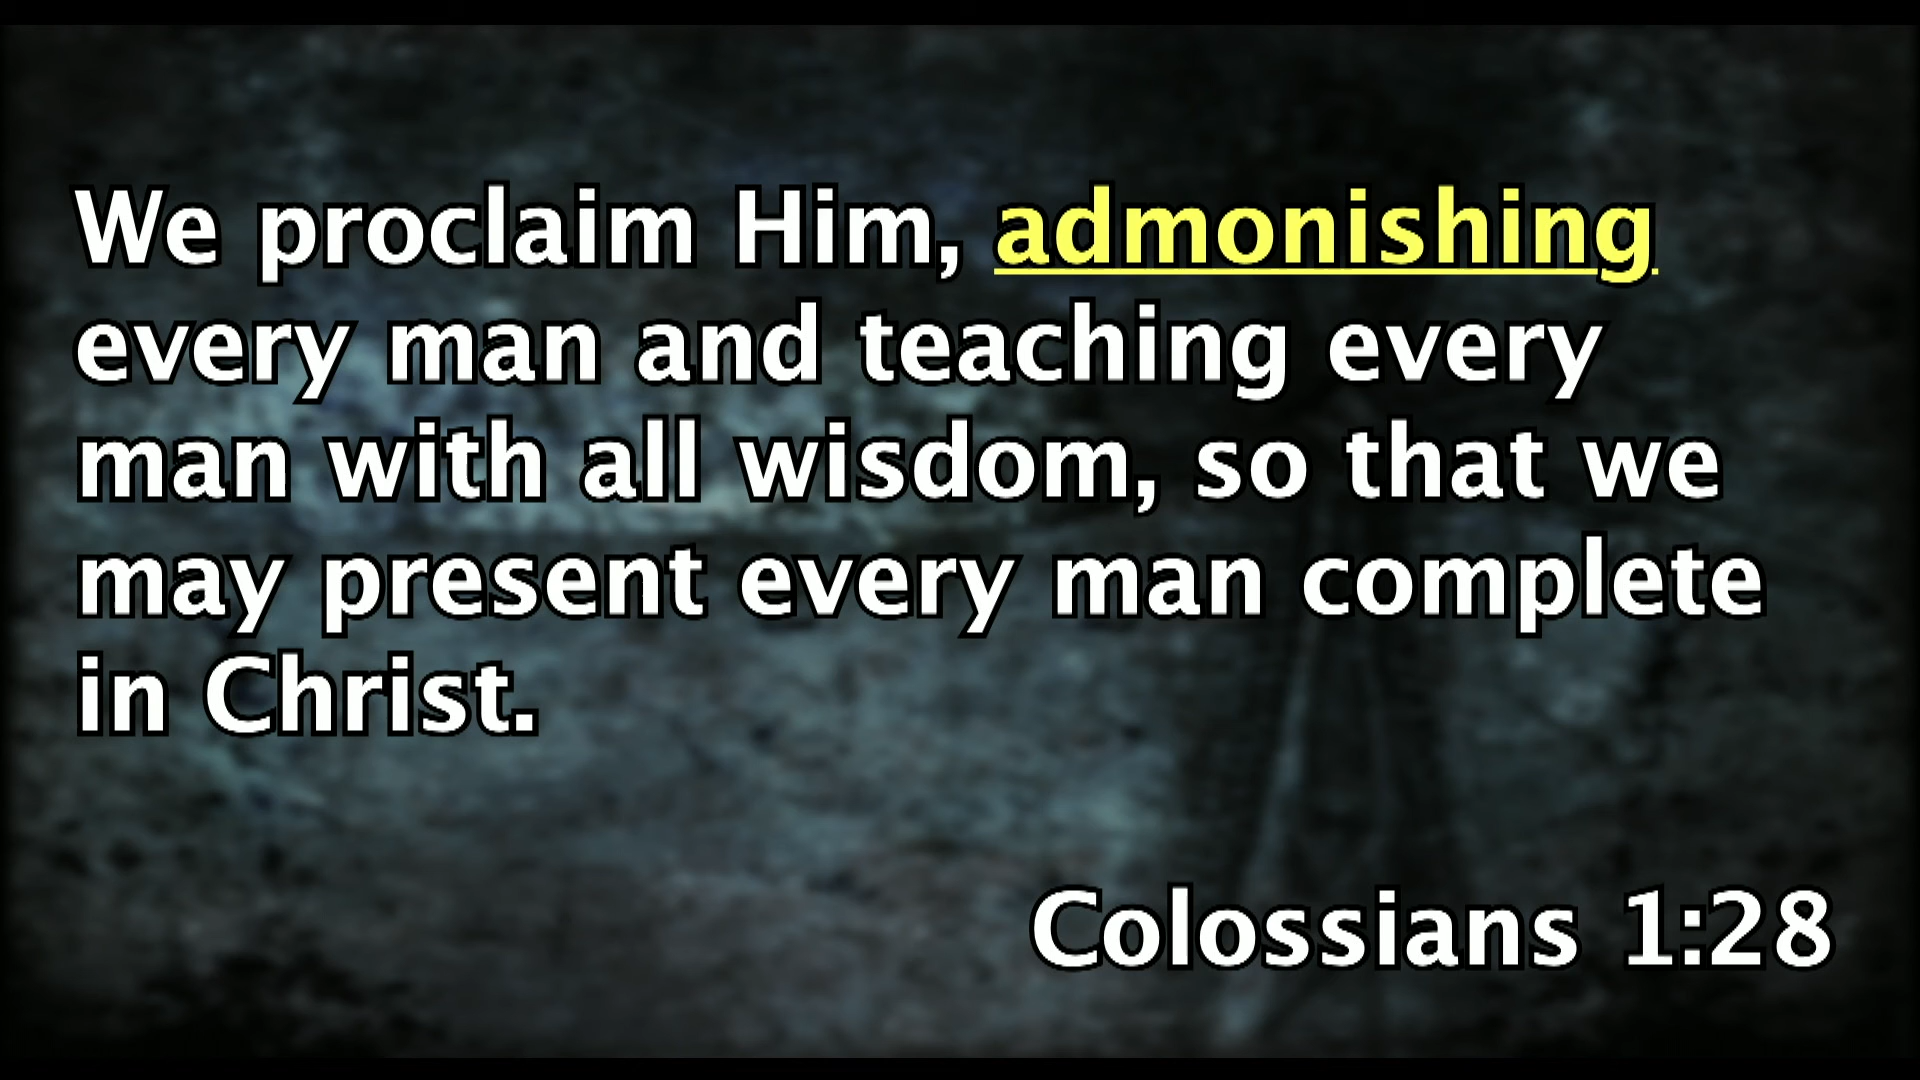 We proclaim Him, admonishing
every man and teaching every
man with all wisdom, so that we
may present every man complete
in Christ.
Colossians 1:28